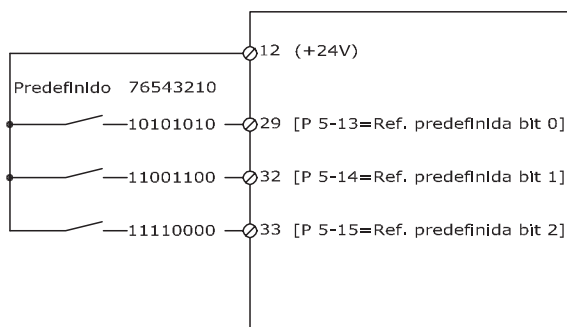 12 (+24V)
Predefinido 76543210
10101010 29 [P 5-13=Ref. predefinida bit 0]
11001100 32 [P 5-14=Ref. predefinida bit 1]
11110000 33 [P 5-15=Ref. predefinida bit 2]